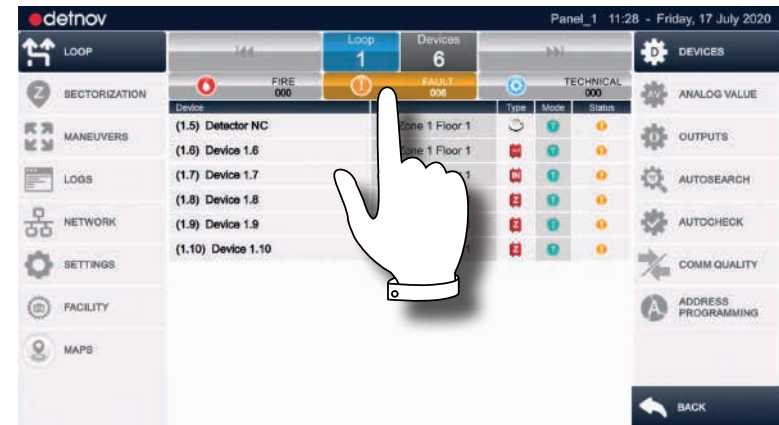 detnov Panel_1 11:28 - Friday, 17 July 2020
LOOP Loop 1 Devices 6 DEVICES
SECTORIZATION FIRE 000 FAULT 006 TECHNICAL 000 ANALOG VALUE
Device Type Mode Status
MANEUVERS (1.5) Detector NC Zone 1 Floor 1 OUTPUTS
(1.6) Device 1.6 Zone 1 Floor 1
LOGS (1.7) Device 1.7 1 AUTOSEARCH
(1.8) Device 1.8
NETWORK (1.9) Device 1.9 AUTOCHECK
(1.10) Device 1.10 1
SETTINGS COMM QUALITY
FACILITY ADDRESS PROGRAMMING
MAPS
BACK